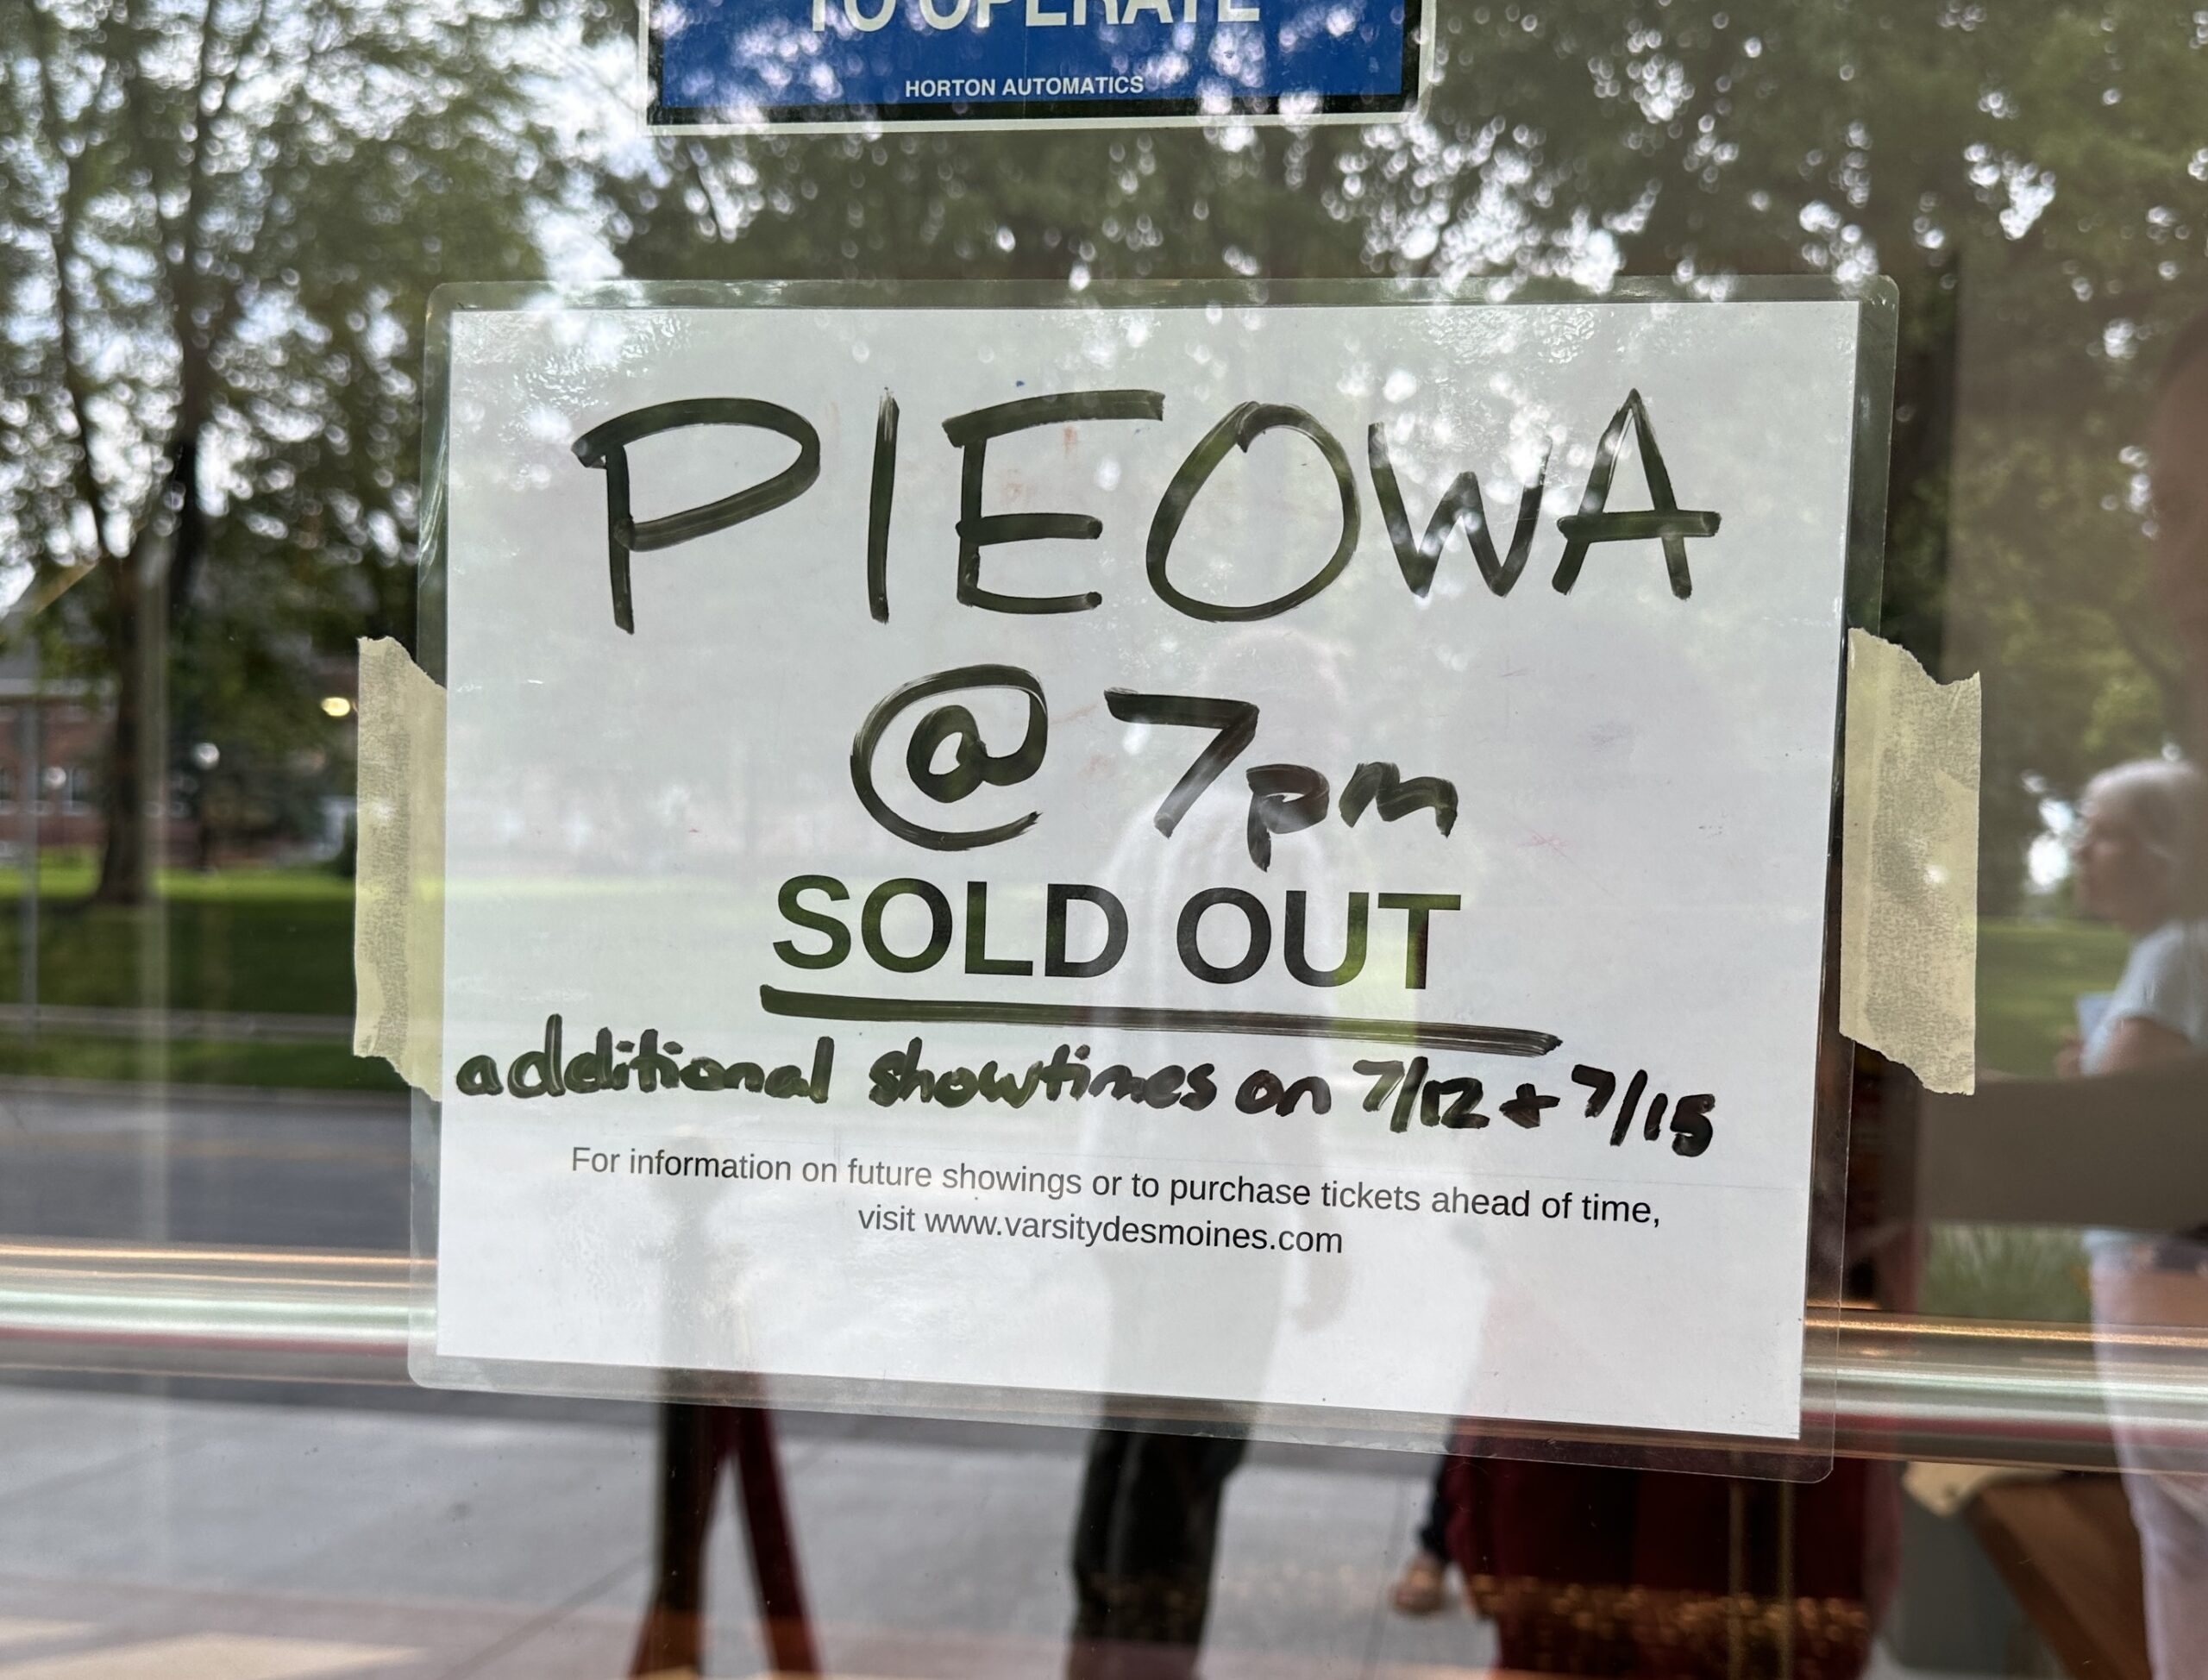 TO OPERATE
HORTON AUTOMATICS
PIEOWA
@ 7pm
SOLD OUT
additional showtimes on 7/12 + 7/15
For information on future showings or to purchase tickets ahead of time,
visit www.varsitydesmoines.com